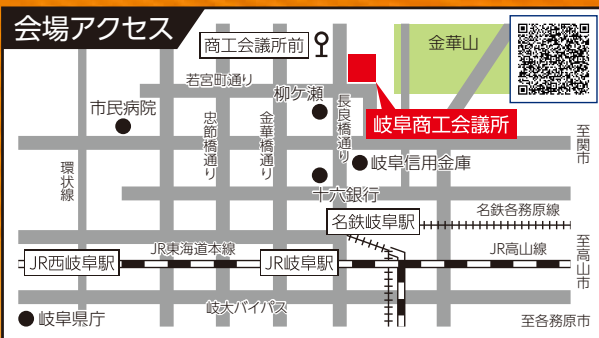 会場アクセス
商工会議所前
金華山
若宮町通り
柳ケ瀬
市民病院
忠節橋通り
金華橋通り
長良橋通り
岐阜商工会議所
至関市
環状線
岐阜信用金庫
十六銀行
名鉄岐阜駅
名鉄各務原線
JR東海道本線
JR高山線
至高山市
JR西岐阜駅
JR岐阜駅
岐大バイパス
岐阜県庁
至各務原市